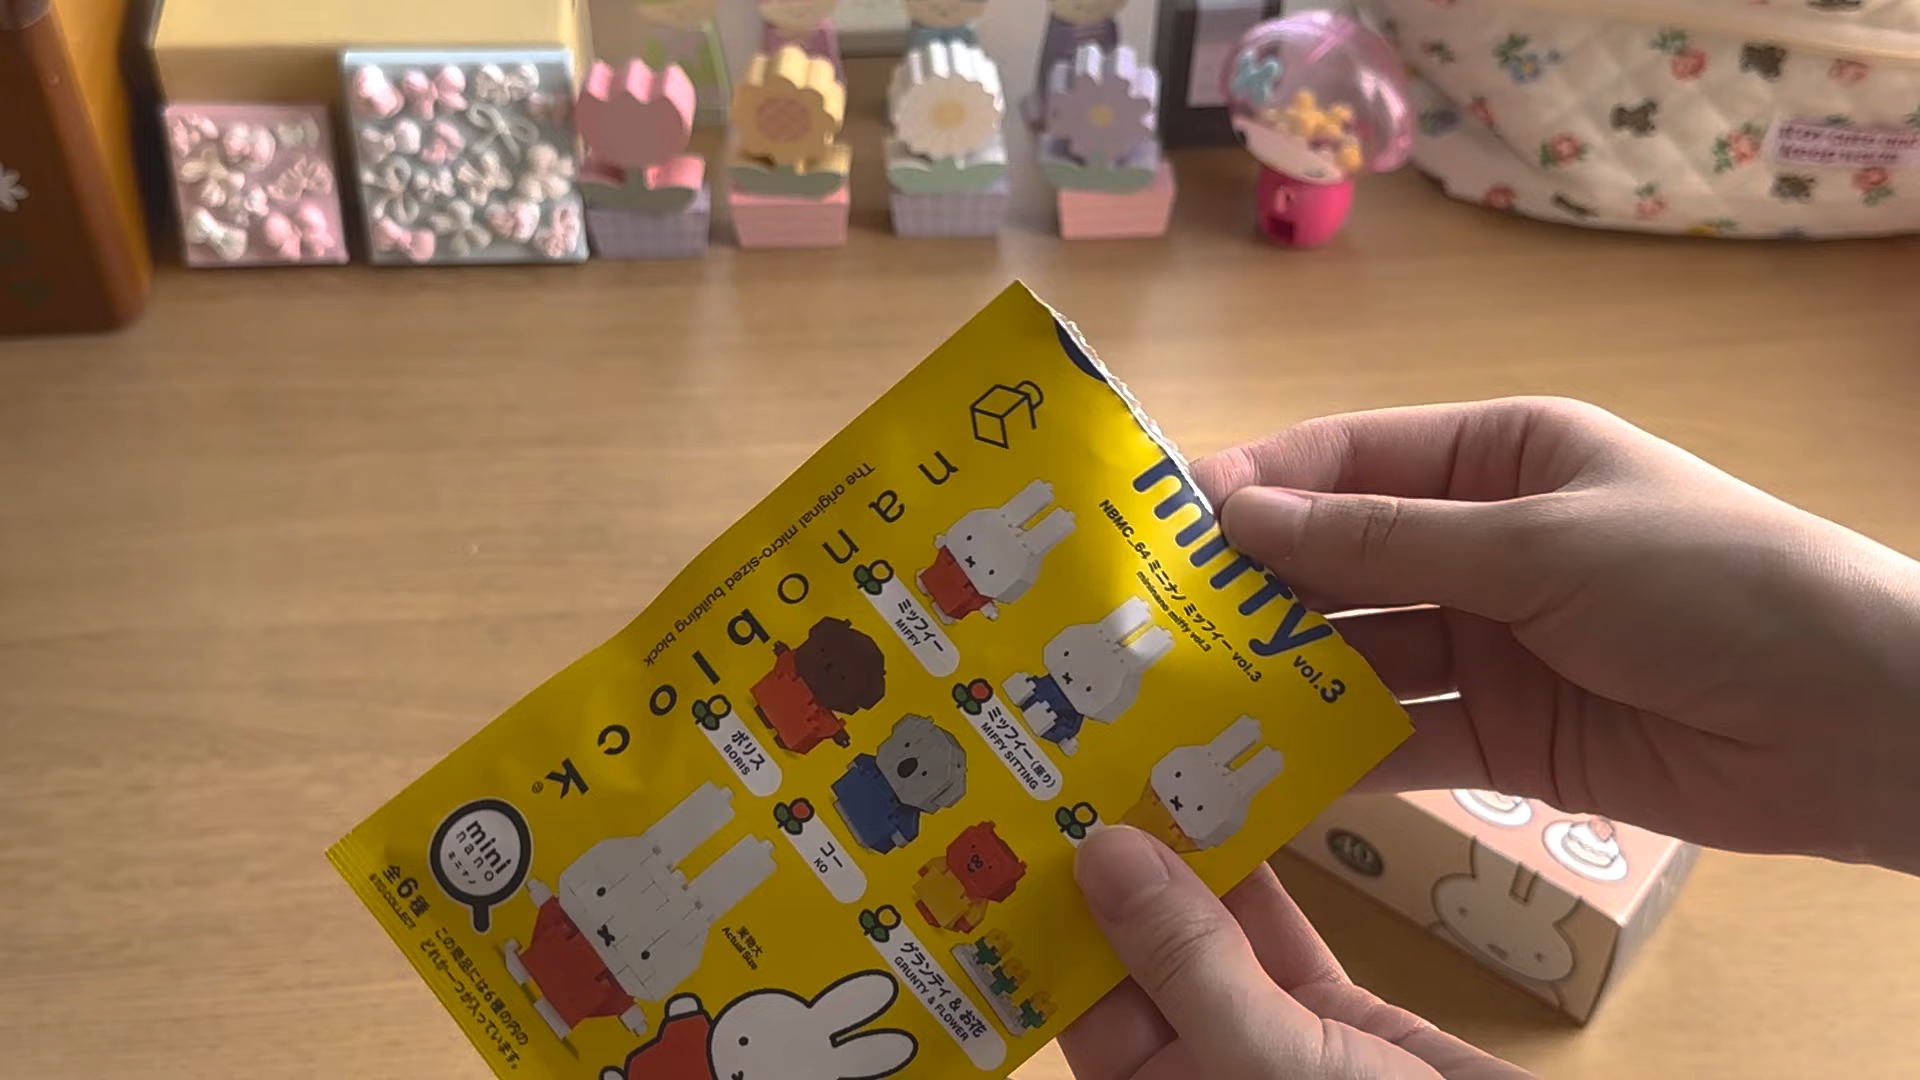 miffy vol.3
NBMC_64 ミニナノ ミッフィー vol.3
mininano miffy vol.3
nanoblock®
The original micro-sized building block
ミッフィー
MIFFY
ミッフィー(座り)
MIFFY SITTING
ボリス
BORIS
コー
KO
グランティ&お花
GRUNTY & FLOWER
mini
nano
ミニナノ
全6種
6 TO COLLECT
この商品には6種の内の
どれか一つが入っています。
実物大
Actual Size
40